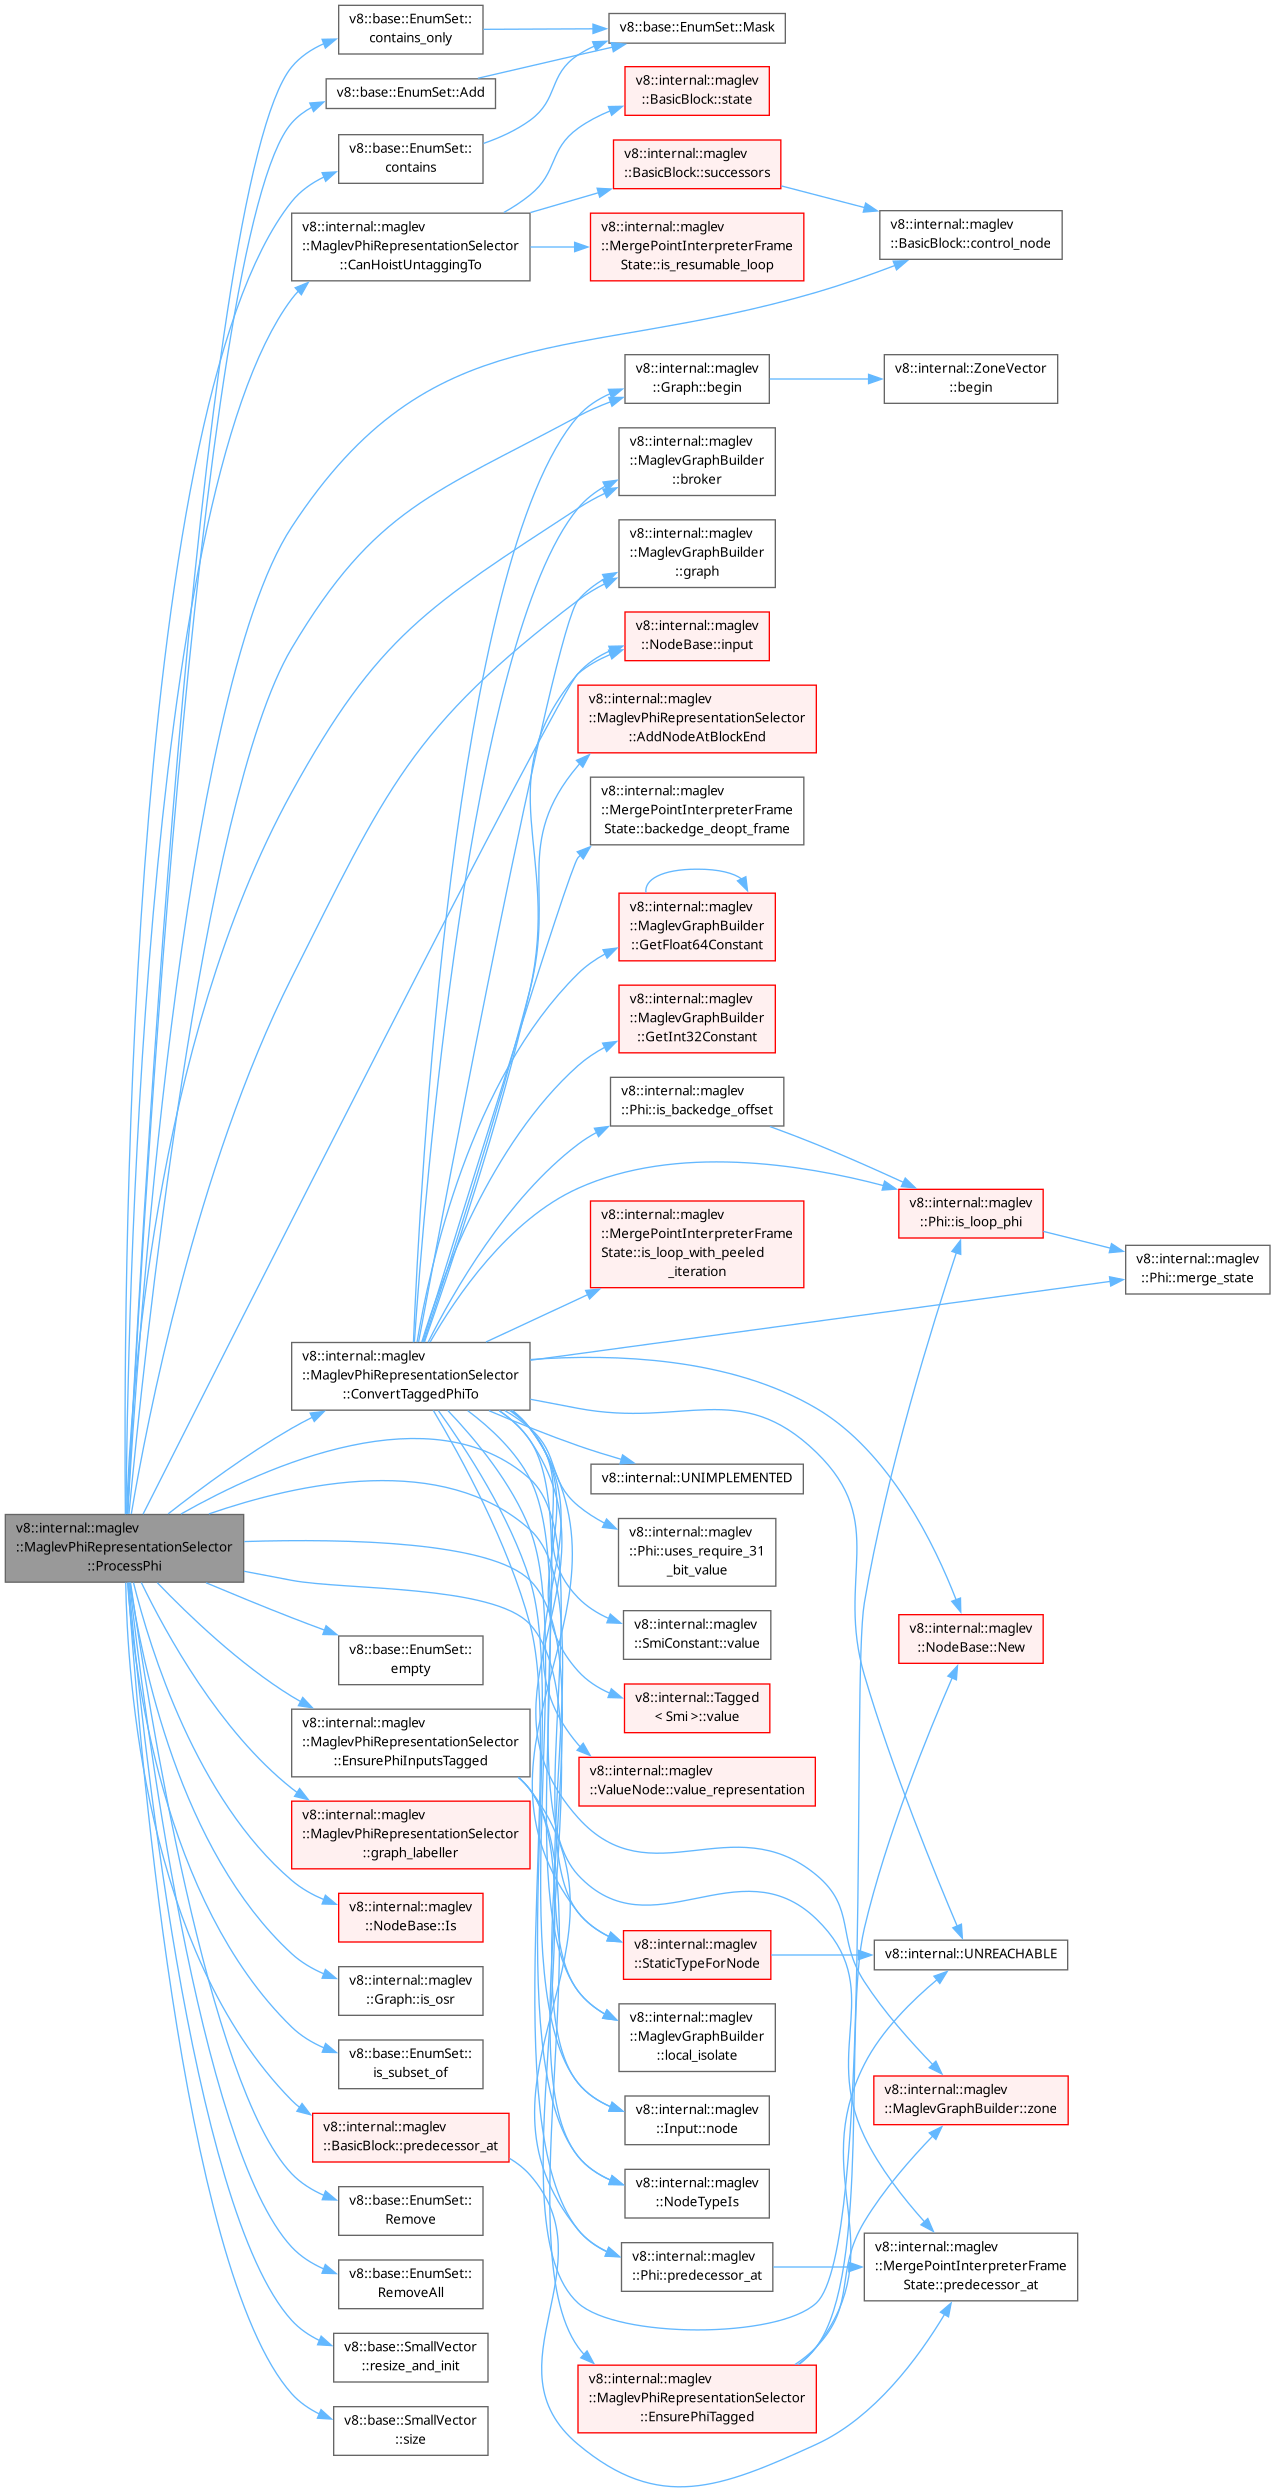 v8::base::EnumSet::
contains_only
v8::base::EnumSet::Mask
v8::base::EnumSet::Add
v8::internal::maglev
::BasicBlock::state
v8::base::EnumSet::
contains
v8::internal::maglev
::BasicBlock::successors
v8::internal::maglev
::MaglevPhiRepresentationSelector
::CanHoistUntaggingTo
v8::internal::maglev
::MergePointInterpreterFrame
State::is_resumable_loop
v8::internal::maglev
::BasicBlock::control_node
v8::internal::maglev
::Graph::begin
v8::internal::ZoneVector
::begin
v8::internal::maglev
::MaglevGraphBuilder
::broker
v8::internal::maglev
::MaglevGraphBuilder
::graph
v8::internal::maglev
::NodeBase::input
v8::internal::maglev
::MaglevPhiRepresentationSelector
::AddNodeAtBlockEnd
v8::internal::maglev
::MergePointInterpreterFrame
State::backedge_deopt_frame
v8::internal::maglev
::MaglevGraphBuilder
::GetFloat64Constant
v8::internal::maglev
::MaglevGraphBuilder
::GetInt32Constant
v8::internal::maglev
::Phi::is_backedge_offset
v8::internal::maglev
::Phi::is_loop_phi
v8::internal::maglev
::MergePointInterpreterFrame
State::is_loop_with_peeled
_iteration
v8::internal::maglev
::Phi::merge_state
v8::internal::maglev
::MaglevPhiRepresentationSelector
::ConvertTaggedPhiTo
v8::internal::UNIMPLEMENTED
v8::internal::maglev
::MaglevPhiRepresentationSelector
::ProcessPhi
v8::internal::maglev
::Phi::uses_require_31
_bit_value
v8::internal::maglev
::SmiConstant::value
v8::internal::maglev
::NodeBase::New
v8::base::EnumSet::
empty
v8::internal::Tagged
< Smi >::value
v8::internal::maglev
::MaglevPhiRepresentationSelector
::EnsurePhiInputsTagged
v8::internal::maglev
::ValueNode::value_representation
v8::internal::maglev
::MaglevPhiRepresentationSelector
::graph_labeller
v8::internal::maglev
::NodeBase::Is
v8::internal::maglev
::StaticTypeForNode
v8::internal::UNREACHABLE
v8::internal::maglev
::Graph::is_osr
v8::internal::maglev
::MaglevGraphBuilder
::local_isolate
v8::base::EnumSet::
is_subset_of
v8::internal::maglev
::MaglevGraphBuilder::zone
v8::internal::maglev
::BasicBlock::predecessor_at
v8::internal::maglev
::Input::node
v8::base::EnumSet::
Remove
v8::internal::maglev
::NodeTypeIs
v8::base::EnumSet::
RemoveAll
v8::internal::maglev
::Phi::predecessor_at
v8::internal::maglev
::MergePointInterpreterFrame
State::predecessor_at
v8::base::SmallVector
::resize_and_init
v8::internal::maglev
::MaglevPhiRepresentationSelector
::EnsurePhiTagged
v8::base::SmallVector
::size